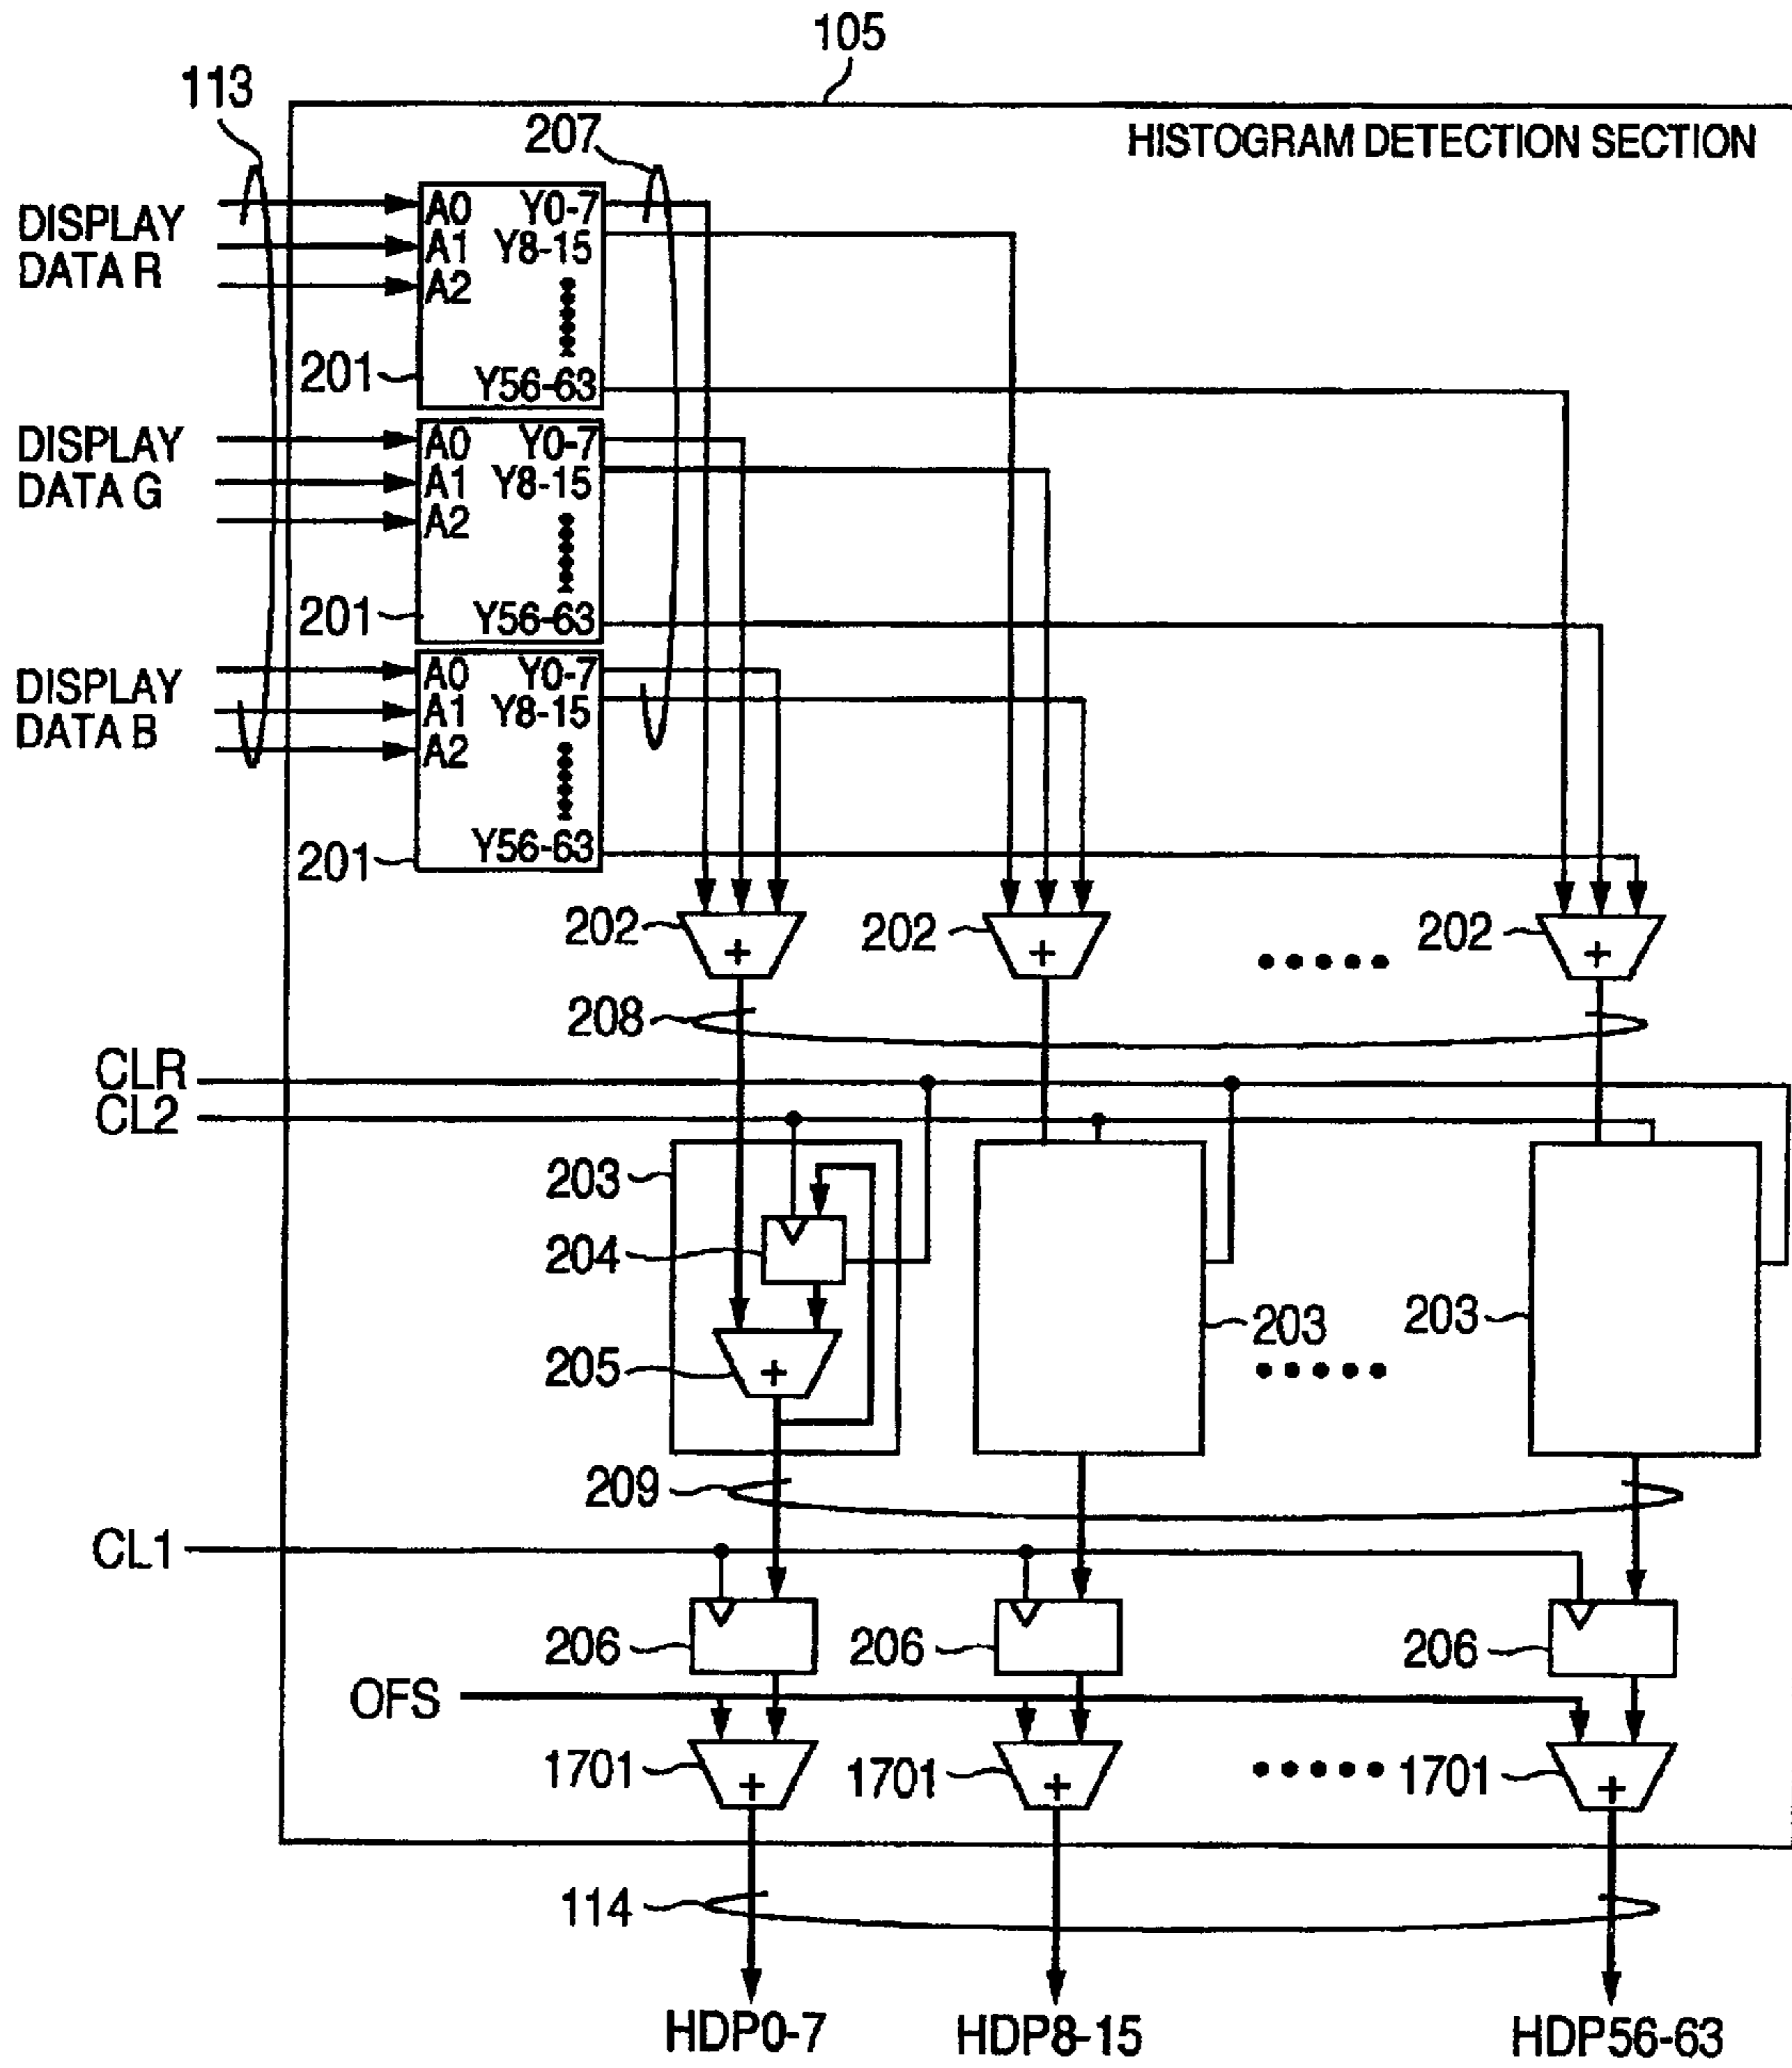 105
113
HISTOGRAM DETECTION SECTION
207
DISPLAY
DATA R
A0 Y0-7
A1 Y8-15
A2
201 Y56-63
DISPLAY
DATA G
A0 Y0-7
A1 Y8-15
A2
201 Y56-63
DISPLAY
DATA B
A0 Y0-7
A1 Y8-15
A2
201 Y56-63
202 202 202
+ + +
208
CLR
CL2
203
204
203 203
205
+
209
CL1
206 206 206
OFS
1701 1701 1701
+ + +
114
HDP0-7 HDP8-15 HDP56-63